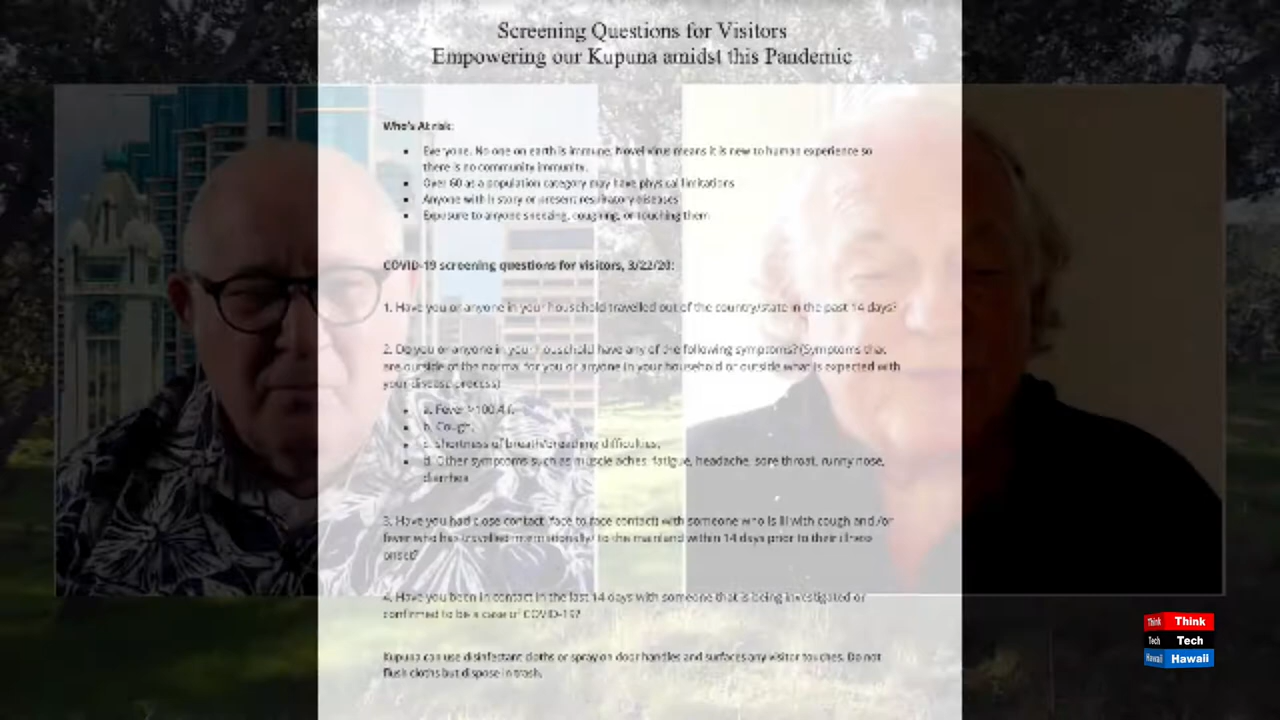 Screening Questions for Visitors
Empowering our Kupuna amidst this Pandemic
Who's At risk:
Everyone. No one on earth is immune. Novel virus means it is new to human experience so
there is no community immunity.
Over 60 as a population category may have physical limitations
Anyone with history or present respiratory diseases
Exposure to anyone sneezing, coughing, or touching them
COVID-19 screening questions for visitors, 3/22/20:
1. Have you or anyone in your household travelled out of the country/state in the past 14 days?
2. Do you or anyone in your household have any of the following symptoms? (Symptoms that
are outside of the normal for you or anyone in your household or outside what is expected with
your disease process)
a. Fever >100.4 f.
b. Cough.
c. shortness of breath/breathing difficulties.
d. Other symptoms such as muscle aches, fatigue, headache, sore throat, runny nose,
diarrhea
3. Have you had close contact (face to face contact) with someone who is ill with cough and /or
fever who has travelled internationally/ to the mainland within 14 days prior to their illness
onset?
4. Have you been in contact in the last 14 days with someone that is being investigated or
confirmed to be a case of COVID-19?
Kupuna can use disinfectant cloths or spray on door handles and surfaces any visitor touches. Do not
flush cloths but dispose in trash.
Think Think
Tech Tech
Hawaii Hawaii